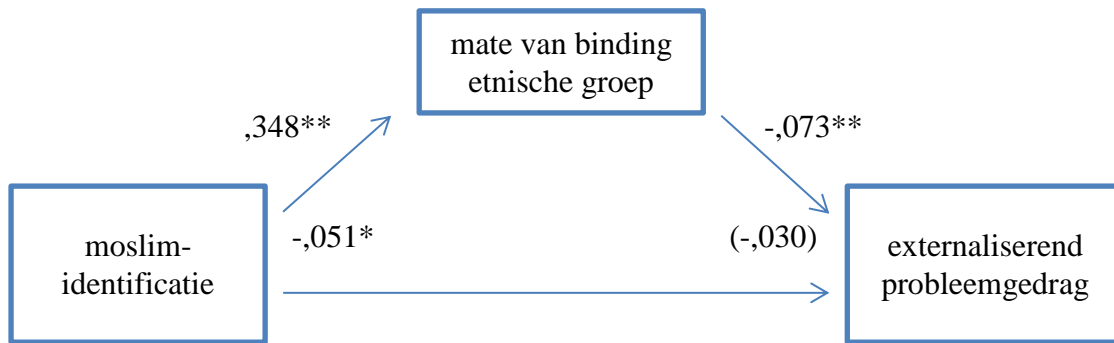 mate van binding
etnische groep
,348**
-,073**
moslim-
identificatie
-,051*
(-,030)
externaliserend
probleemgedrag